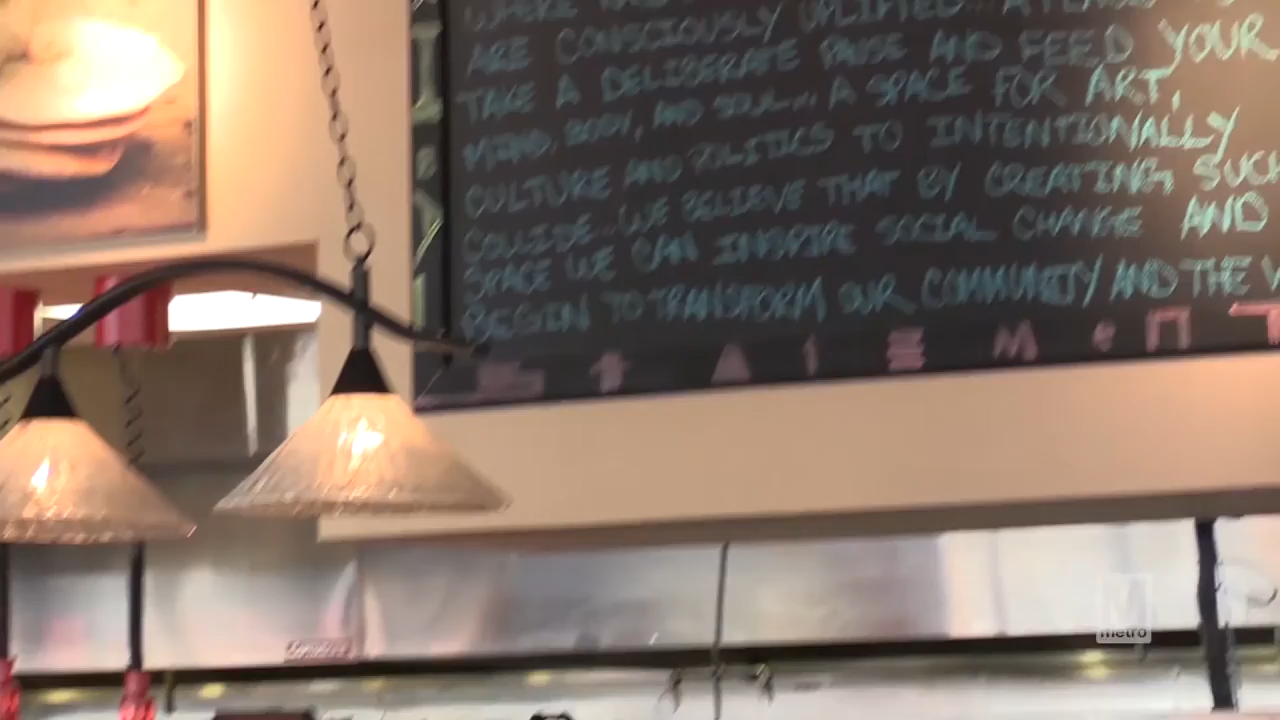 ARE CONSCIOUSLY UPLIFTED... A PLACE TO
TAKE A DELIBERATE PAUSE AND FEED YOUR
MIND, BODY, AND SOUL... A SPACE FOR ART,
CULTURE AND POLITICS TO INTENTIONALLY
COLLIDE... WE BELIEVE THAT BY CREATING SUCH
SPACE WE CAN INSPIRE SOCIAL CHANGE AND
BEGIN TO TRANSFORM OUR COMMUNITY AND THE
metro